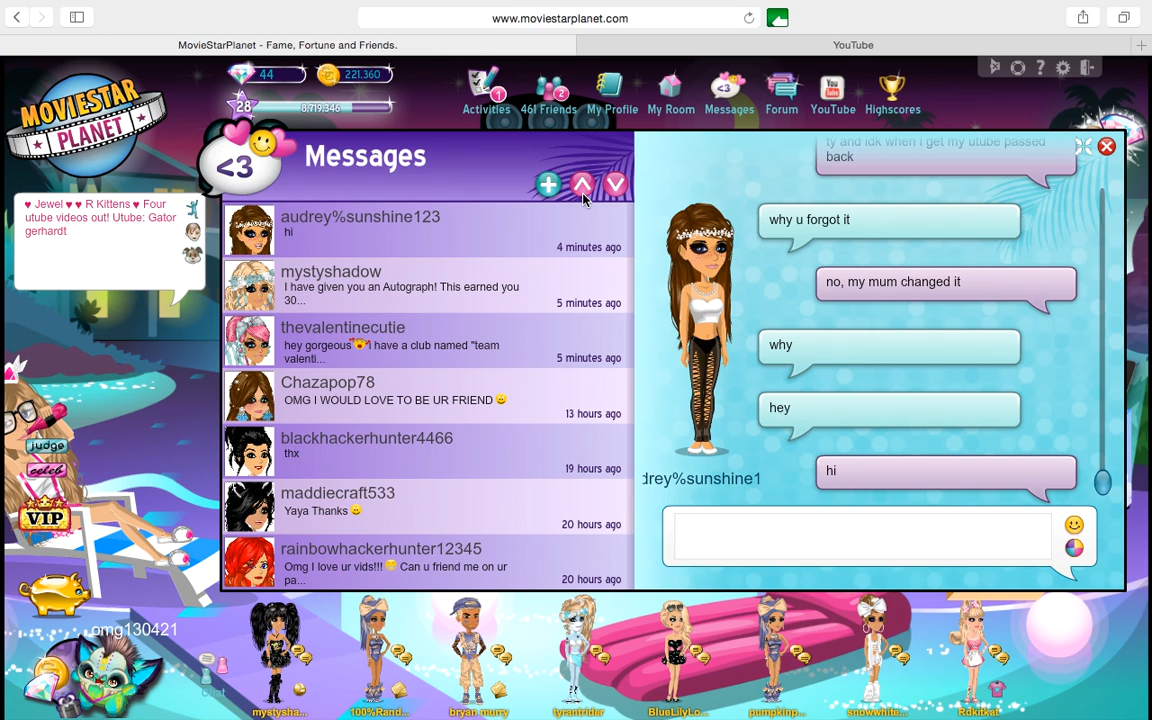 www.moviestarplanet.com
MovieStarPlanet - Fame, Fortune and Friends.
YouTube
44
221.360
28
8,719,346
MOVIESTAR
PLANET
Activities
1
461 Friends
2
My Profile
My Room
Messages
Forum
You
Tube
YouTube
Highscores
?
♥ Jewel ♥ ♥ R Kittens ♥ Four
utube videos out! Utube: Gator
gerhardt
<3
Messages
audrey%sunshine123
hi
4 minutes ago
mystyshadow
I have given you an Autograph! This earned you
30...
5 minutes ago
thevalentinecutie
hey gorgeous I have a club named "team
valenti...
5 minutes ago
Chazapop78
OMG I WOULD LOVE TO BE UR FRIEND
13 hours ago
blackhackerhunter4466
thx
19 hours ago
maddiecraft533
Yaya Thanks
20 hours ago
rainbowhackerhunter12345
Omg I love ur vids!!! Can u friend me on ur
pa...
20 hours ago
ty and idk when I get my utube passed
back
why u forgot it
no, my mum changed it
why
hey
hi
drey%sunshine1
judge
celeb
VIP
omg130421
Chat
mystysha...
100%Rand...
bryan murry
tyrantrider
BlueLilyLo...
pumpkinp...
snowwhite...
Rdkitkat